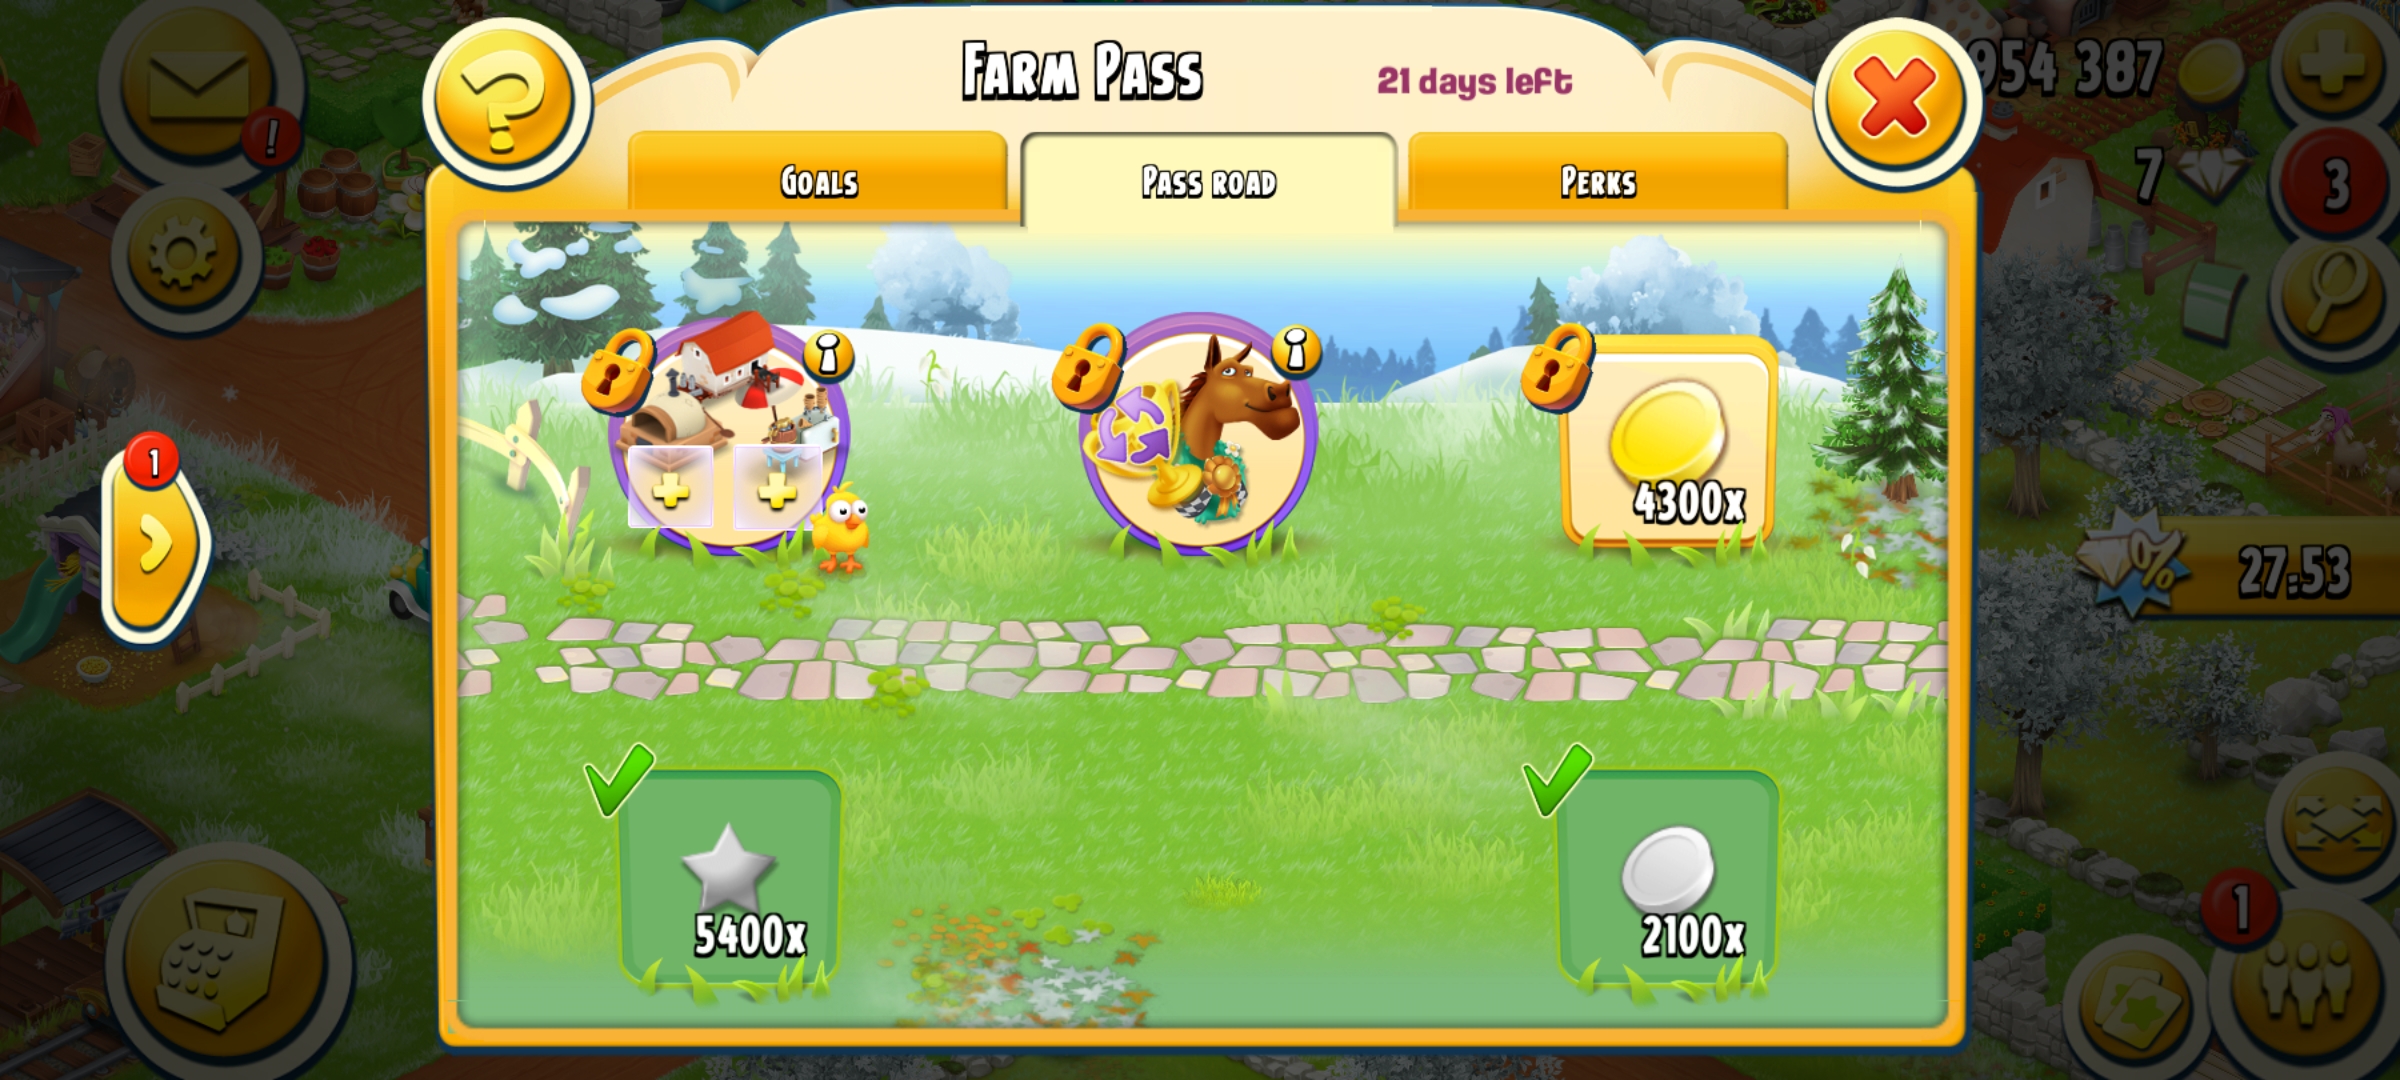 FARM PASS
21 days left
GOALS
PASS ROAD
PERKS
954 387
7
3
!
1
4300x
0%
27:53
5400x
2100x
1